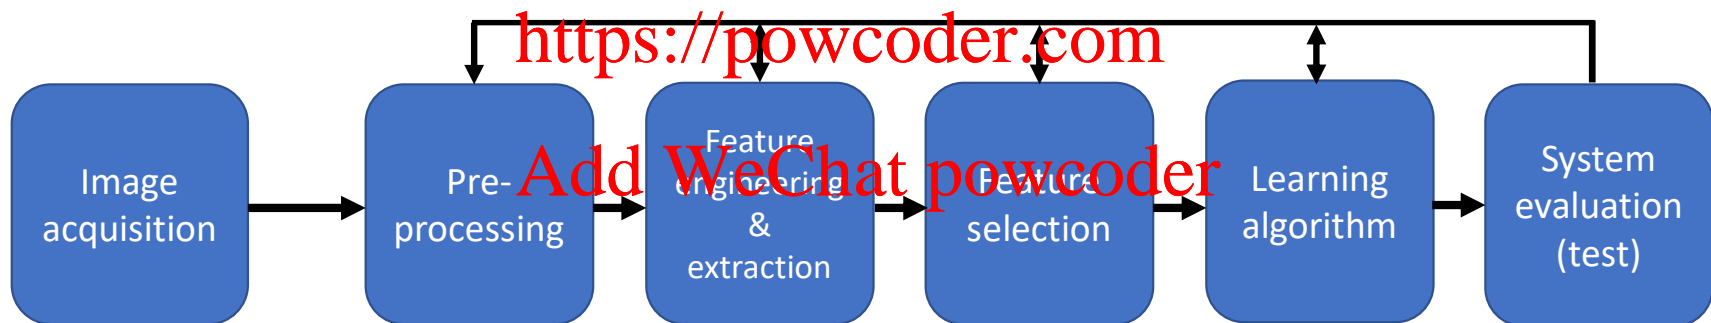 https://powcoder.com
Add WeChat powcoder
Image
acquisition
Pre-
processing
Feature
engineering
&
extraction
Feature
selection
Learning
algorithm
System
evaluation
(test)